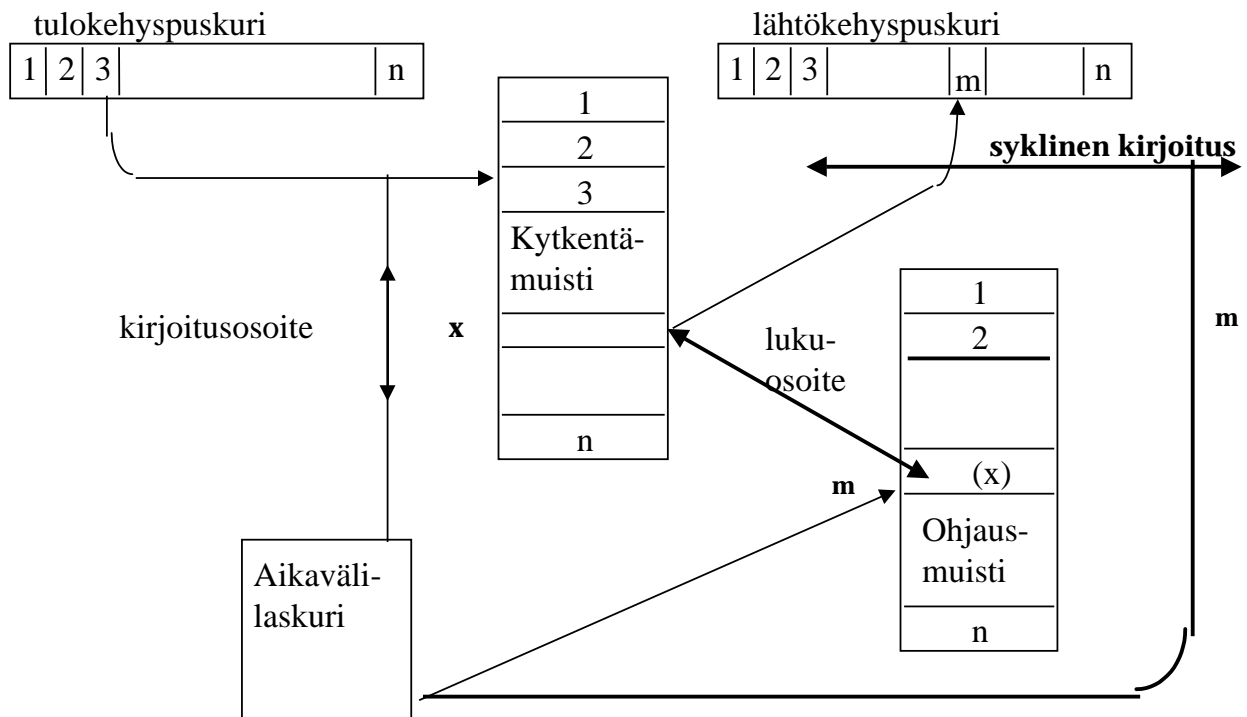 tulokehyspuskuri
1 2 3 n
lähtökehyspuskuri
1 2 3 m n
1
2
3
Kytkentä-
muisti
n
syklinen kirjoitus
kirjoitusosoite
x
luku-
osoite
1
2
(x)
Ohjaus-
muisti
n
m
m
Aikaväli-
laskuri